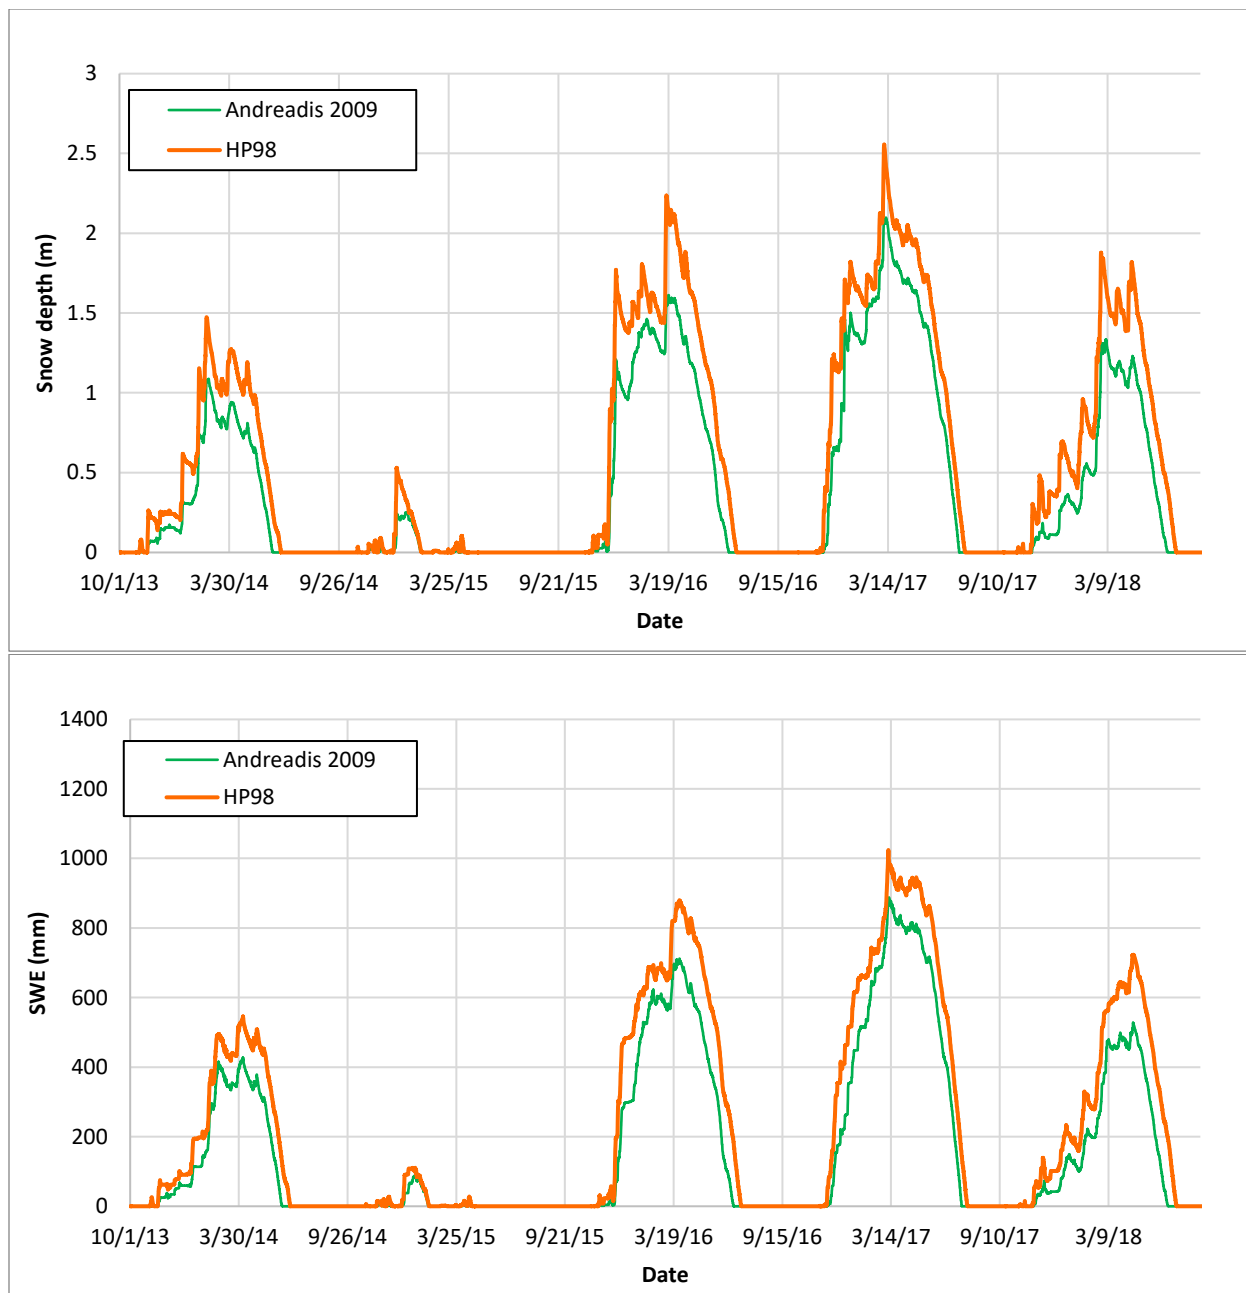 3
2.5
2
1.5
1
0.5
0
Snow depth (m)
Andreadis 2009
HP98
10/1/13 3/30/14 9/26/14 3/25/15 9/21/15 3/19/16 9/15/16 3/14/17 9/10/17 3/9/18
Date
1400
1200
1000
800
600
400
200
0
SWE (mm)
Andreadis 2009
HP98
10/1/13 3/30/14 9/26/14 3/25/15 9/21/15 3/19/16 9/15/16 3/14/17 9/10/17 3/9/18
Date